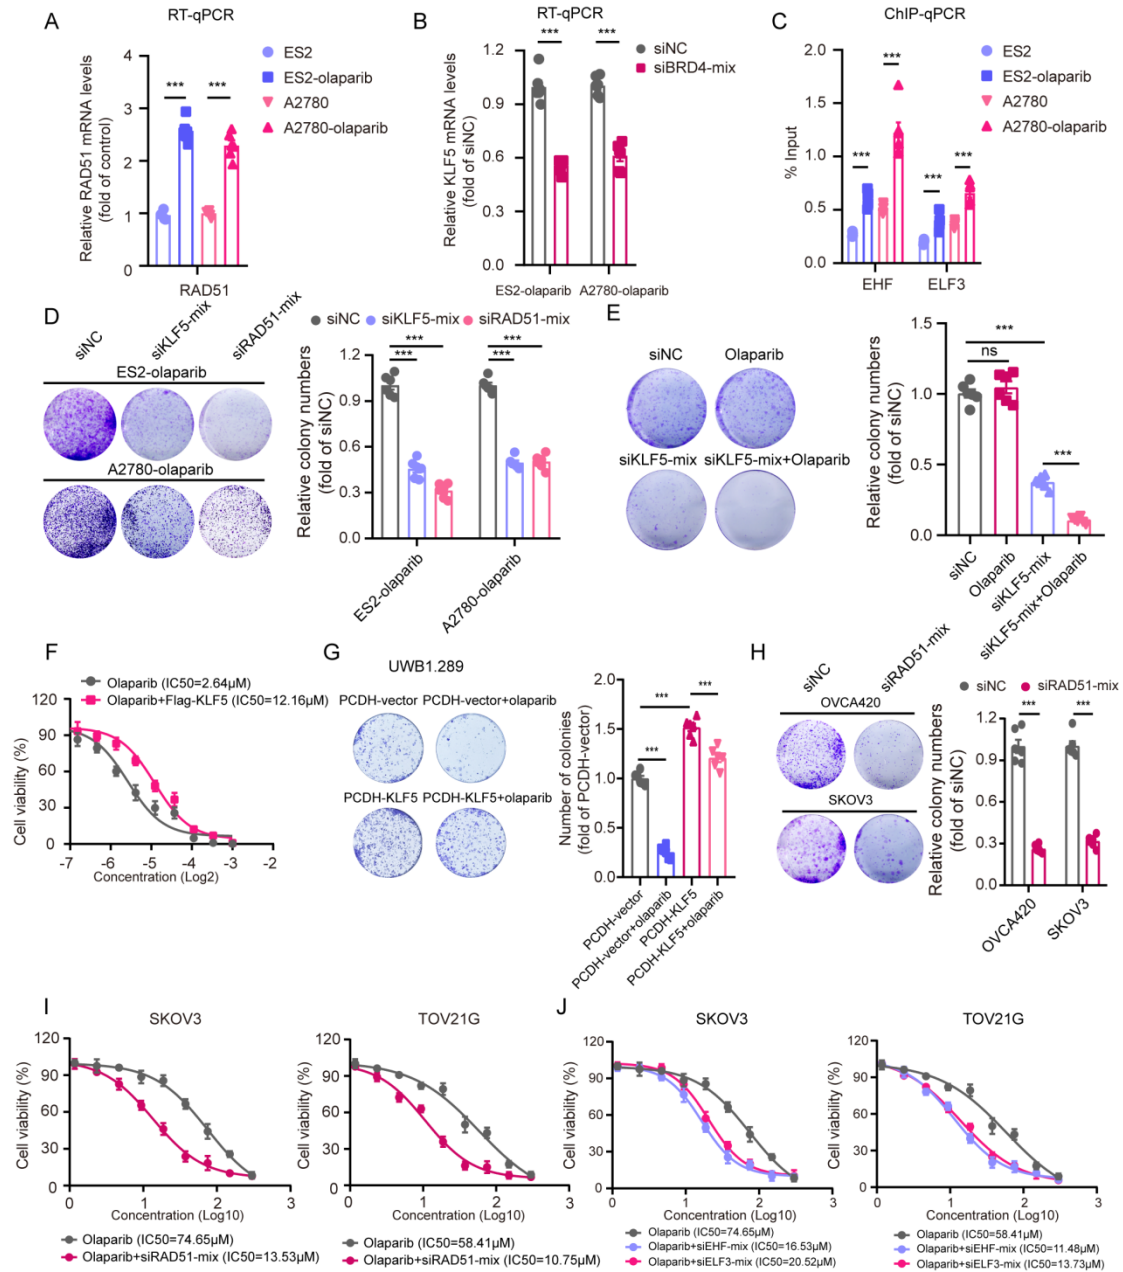 A
RT-qPCR
Relative RAD51 mRNA levels
(fold of control)
4
3
2
1
0
***
***
RAD51
ES2
ES2-olaparib
A2780
A2780-olaparib
B
RT-qPCR
Relative KLF5 mRNA levels
(fold of siNC)
1.2
0.9
0.6
0.3
0.0
***
***
ES2-olaparib
A2780-olaparib
siNC
siBRD4-mix
C
ChIP-qPCR
% Input
2.0
1.5
1.0
0.5
0.0
***
***
***
***
EHF
ELF3
ES2
ES2-olaparib
A2780
A2780-olaparib
D
siNC
siKLF5-mix
siRAD51-mix
ES2-olaparib
A2780-olaparib
siNC
siKLF5-mix
siRAD51-mix
Relative colony numbers
(fold of siNC)
1.2
0.9
0.6
0.3
0.0
***
***
***
***
ES2-olaparib
A2780-olaparib
E
siNC
Olaparib
siKLF5-mix
siKLF5-mix+Olaparib
Relative colony numbers
(fold of siNC)
1.5
1.0
0.5
0.0
***
ns
***
siNC
Olaparib
siKLF5-mix
siKLF5-mix+Olaparib
F
Olaparib (IC50=2.64μM)
Olaparib+Flag-KLF5 (IC50=12.16μM)
Cell viability (%)
120
90
60
30
0
-7
-6
-5
-4
-3
-2
Concentration (Log2)
G
UWB1.289
PCDH-vector
PCDH-vector+olaparib
PCDH-KLF5
PCDH-KLF5+olaparib
Number of colonies
(fold of PCDH-vector)
2.0
1.5
1.0
0.5
0.0
***
***
***
PCDH-vector
PCDH-vector+olaparib
PCDH-KLF5
PCDH-KLF5+olaparib
H
siNC
siRAD51-mix
OVCA420
SKOV3
siNC
siRAD51-mix
Relative colony numbers
(fold of siNC)
1.2
0.9
0.6
0.3
0.0
***
***
OVCA420
SKOV3
I
SKOV3
Cell viability (%)
120
90
60
30
0
0
1
2
3
Concentration (Log10)
Olaparib (IC50=74.65μM)
Olaparib+siRAD51-mix (IC50=13.53μM)
TOV21G
Cell viability (%)
120
90
60
30
0
0
1
2
3
Concentration (Log10)
Olaparib (IC50=58.41μM)
Olaparib+siRAD51-mix (IC50=10.75μM)
J
SKOV3
Cell viability (%)
120
90
60
30
0
0
1
2
3
Concentration (Log10)
Olaparib (IC50=74.65μM)
Olaparib+siEHF-mix (IC50=16.53μM)
Olaparib+siELF3-mix (IC50=20.52μM)
TOV21G
Cell viability (%)
120
90
60
30
0
0
1
2
3
Concentration (Log10)
Olaparib (IC50=58.41μM)
Olaparib+siEHF-mix (IC50=11.48μM)
Olaparib+siELF3-mix (IC50=13.73μM)